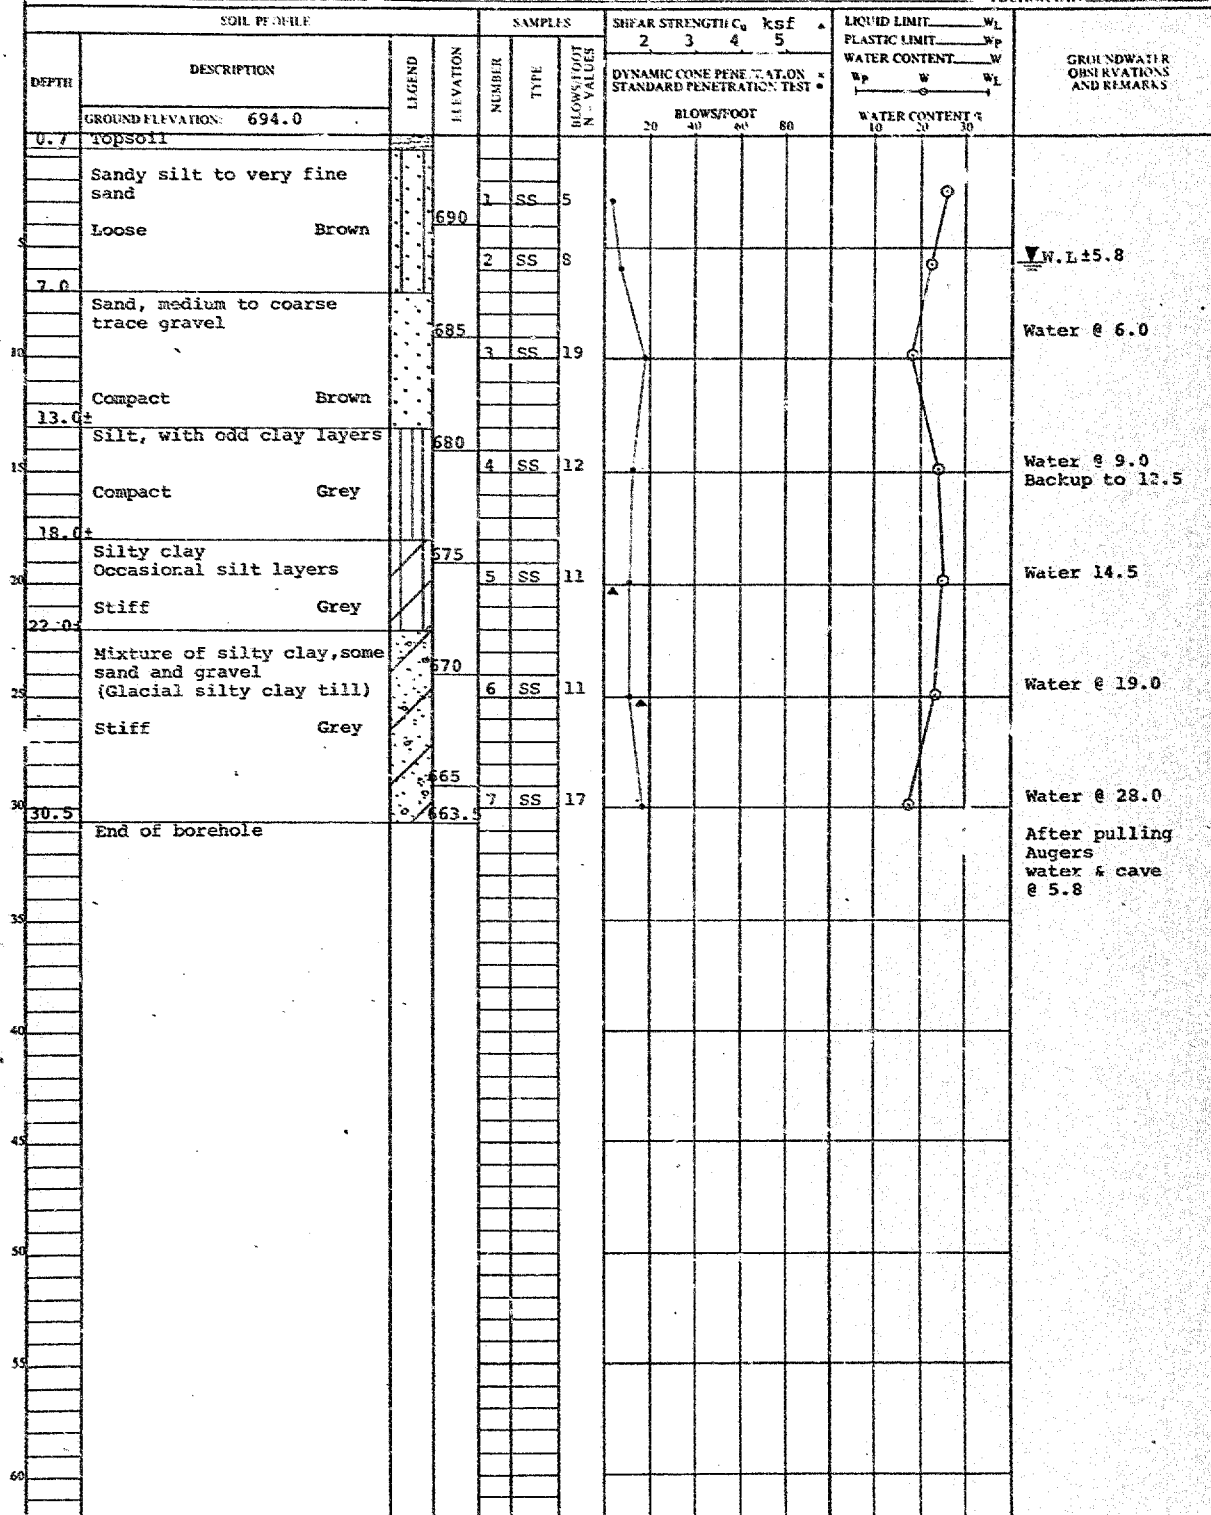 SOIL PROFILE
SAMPLES
SHEAR STRENGTH Cu ksf ▲
2 3 4 5
DYNAMIC CONE PENETRATION ×
STANDARD PENETRATION TEST •
BLOWS/FOOT
20 40 60 80
LIQUID LIMIT WL
PLASTIC LIMIT WP
WATER CONTENT W
WP W WL
WATER CONTENT %
10 20 30
GROUNDWATER
OBSERVATIONS
AND REMARKS
DEPTH
DESCRIPTION
LEGEND
ELEVATION
NUMBER
TYPE
BLOWS/FOOT
N - VALUES
GROUND ELEVATION: 694.0
0.7 Topsoil
Sandy silt to very fine
sand
1 SS 5
690
Loose Brown
5
2 SS 8
W.L ±5.8
7.0
Sand, medium to coarse
trace gravel
685
Water @ 6.0
10
3 SS 19
Compact Brown
13.0±
Silt, with odd clay layers
680
15
4 SS 12
Water @ 9.0
Backup to 12.5
Compact Grey
18.0±
Silty clay
675
Occasional silt layers
20
5 SS 11
Water 14.5
Stiff Grey
22.0±
Mixture of silty clay, some
sand and gravel
670
(Glacial silty clay till)
25
6 SS 11
Water @ 19.0
Stiff Grey
665
30
7 SS 17
Water @ 28.0
30.5
663.5
End of borehole
After pulling
Augers
water & cave
@ 5.8
35
40
45
50
55
60